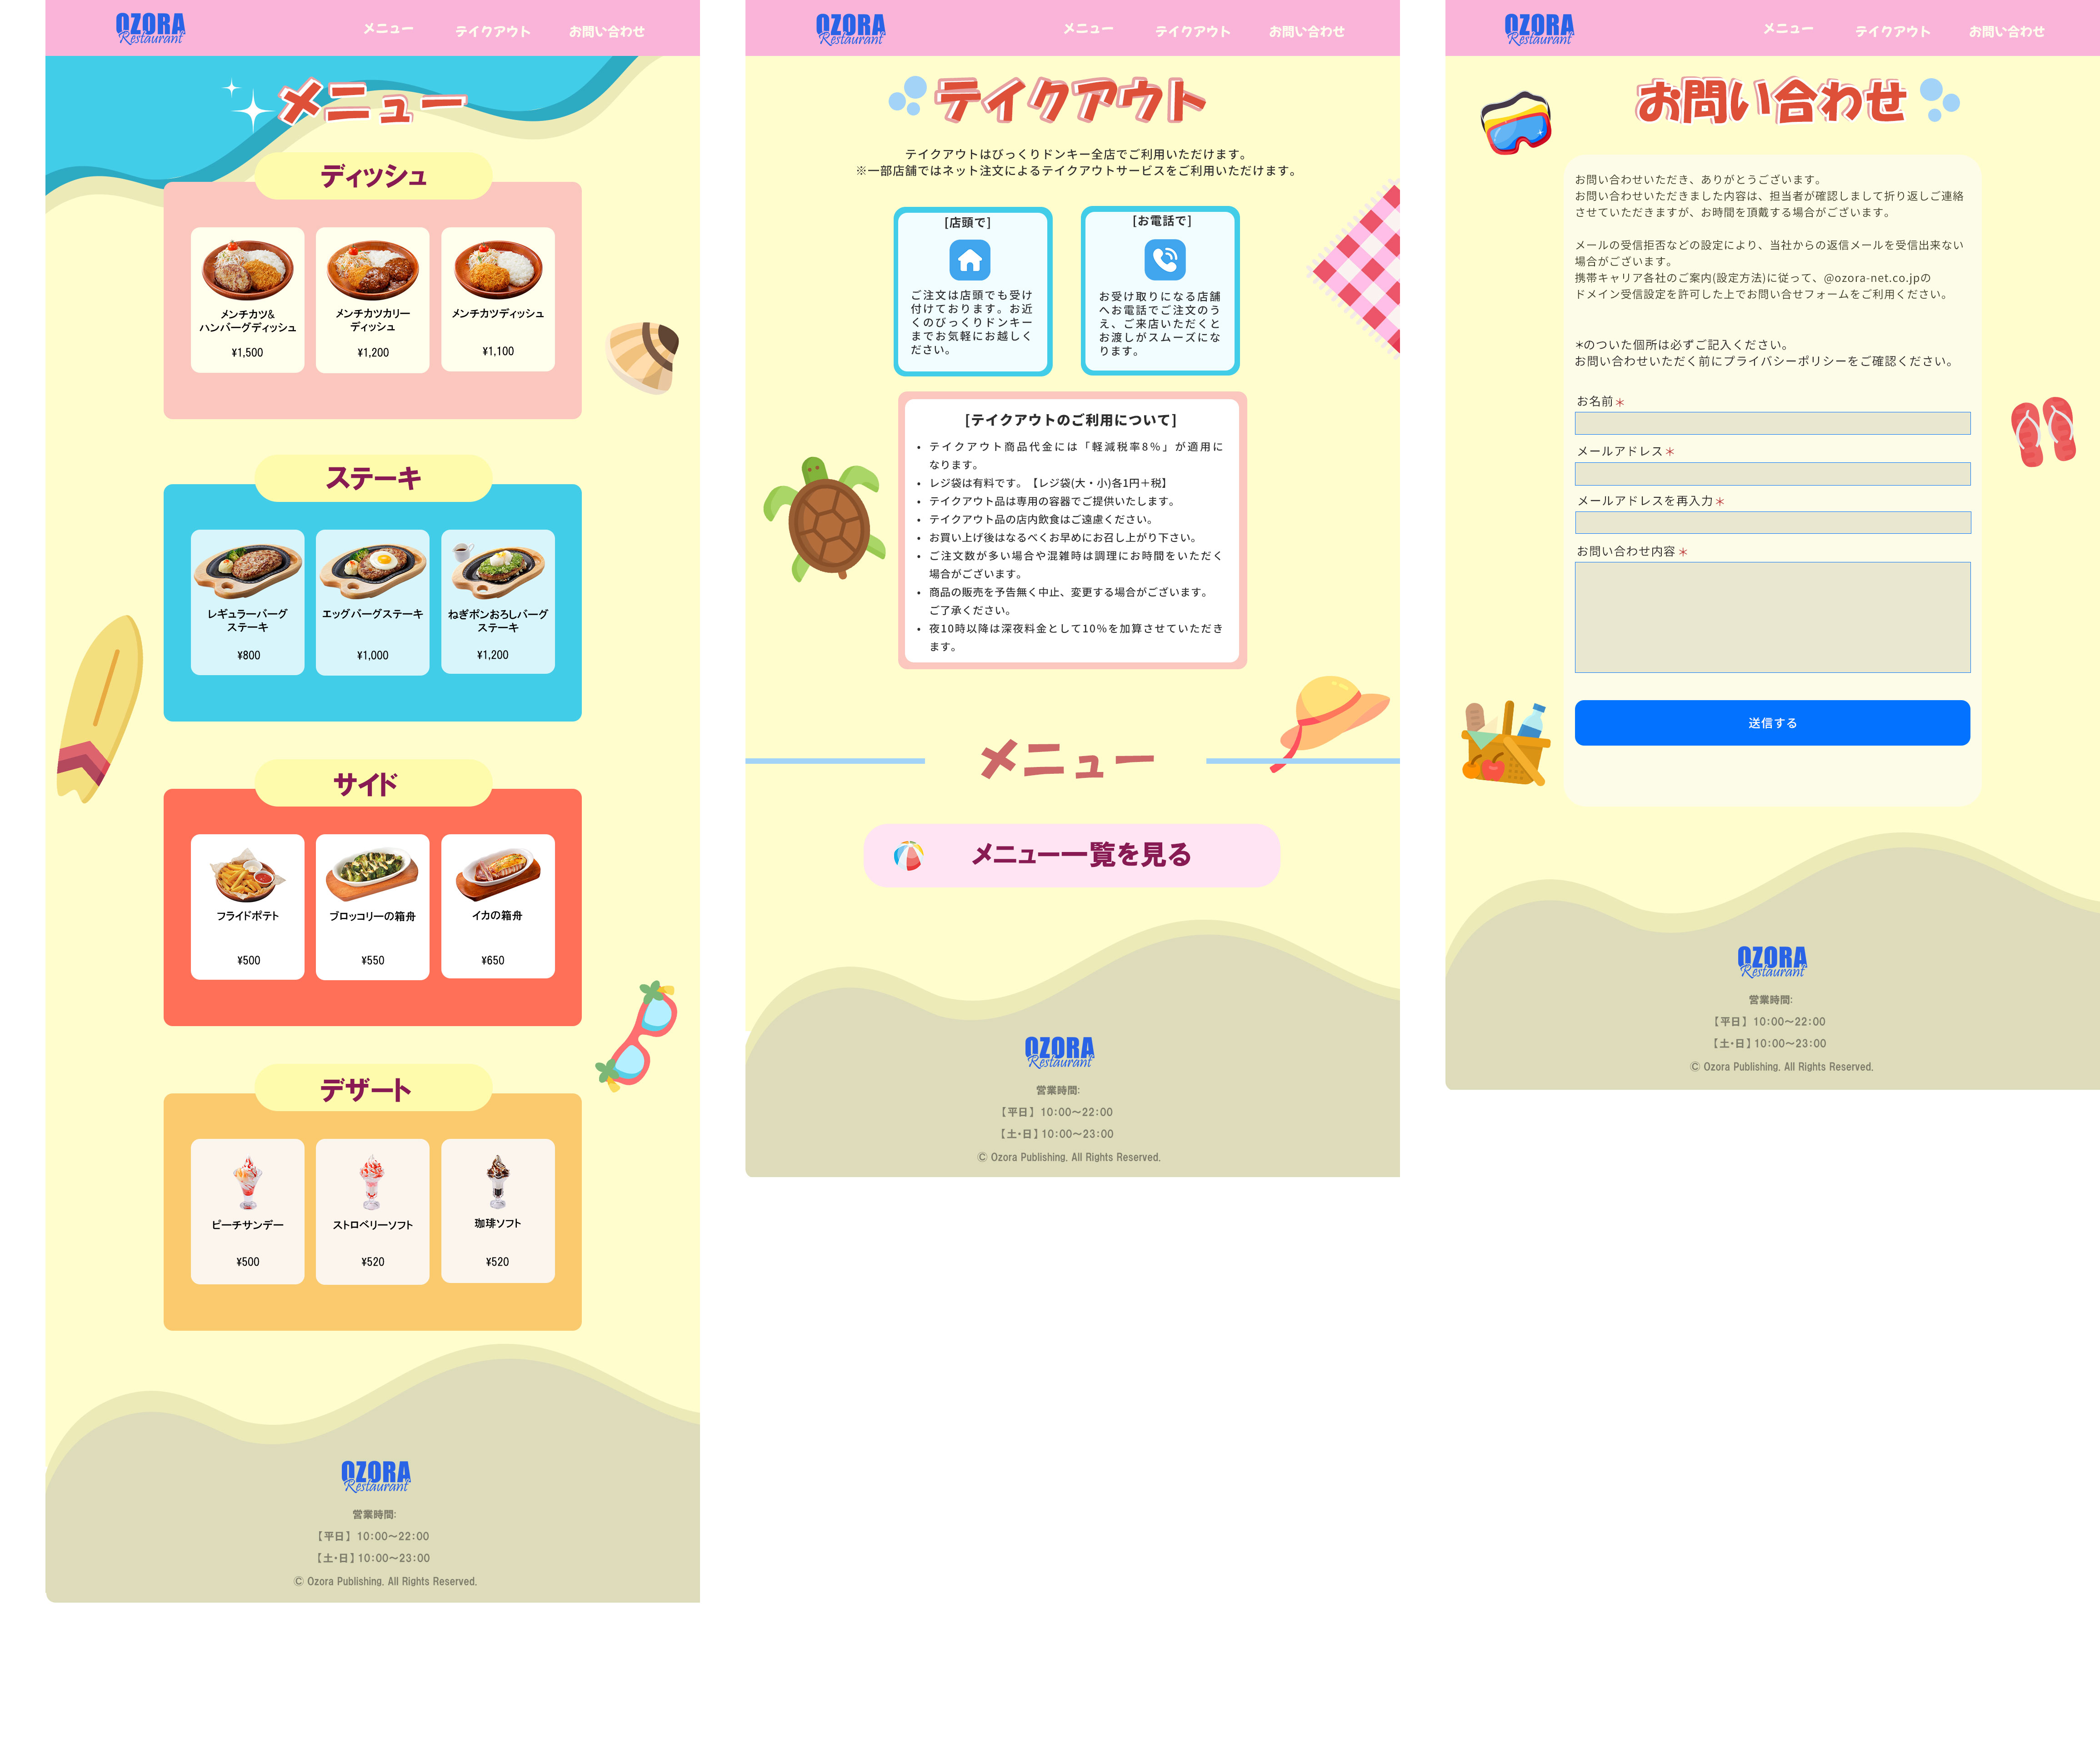 OZORA
Restaurant
メニュー
テイクアウト
お問い合わせ
メニュー
ディッシュ
メンチカツ&
ハンバーグディッシュ
¥1,500
メンチカツカリー
ディッシュ
¥1,200
メンチカツディッシュ
¥1,100
ステーキ
レギュラーバーグ
ステーキ
¥800
エッグバーグステーキ
¥1,000
ねぎポンおろしバーグ
ステーキ
¥1,200
サイド
フライドポテト
¥500
ブロッコリーの箱舟
¥550
イカの箱舟
¥650
デザート
ピーチサンデー
¥500
ストロベリーソフト
¥520
珈琲ソフト
¥520
OZORA
Restaurant
営業時間:
【平日】 10:00〜22:00
【土・日】10:00〜23:00
© Ozora Publishing. All Rights Reserved.
OZORA
Restaurant
メニュー
テイクアウト
お問い合わせ
テイクアウト
テイクアウトはびっくりドンキー全店でご利用いただけます。
※一部店舗ではネット注文によるテイクアウトサービスをご利用いただけます。
[店頭で]
ご注文は店頭でも受け
付けております。お近
くのびっくりドンキー
までお気軽にお越しく
ださい。
[お電話で]
お受け取りになる店舗
へお電話でご注文のう
え、ご来店いただくと
お渡しがスムーズにな
ります。
[テイクアウトのご利用について]
• テイクアウト商品代金には「軽減税率8%」が適用に
なります。
• レジ袋は有料です。【レジ袋(大・小)各1円＋税】
• テイクアウト品は専用の容器でご提供いたします。
• テイクアウト品の店内飲食はご遠慮ください。
• お買い上げ後はなるべくお早めにお召し上がり下さい。
• ご注文数が多い場合や混雑時は調理にお時間をいただく
場合がございます。
• 商品の販売を予告無く中止、変更する場合がございます。
ご了承ください。
• 夜10時以降は深夜料金として10%を加算させていただき
ます。
メニュー
メニュー一覧を見る
OZORA
Restaurant
営業時間:
【平日】 10:00〜22:00
【土・日】10:00〜23:00
© Ozora Publishing. All Rights Reserved.
OZORA
Restaurant
メニュー
テイクアウト
お問い合わせ
お問い合わせ
お問い合わせいただき、ありがとうございます。
お問い合わせいただきました内容は、担当者が確認しまして折り返しご連絡
させていただきますが、お時間を頂戴する場合がございます。
メールの受信拒否などの設定により、当社からの返信メールを受信出来ない
場合がございます。
携帯キャリア各社のご案内(設定方法)に従って、@ozora-net.co.jpの
ドメイン受信設定を許可した上でお問い合せフォームをご利用ください。
*のついた個所は必ずご記入ください。
お問い合わせいただく前にプライバシーポリシーをご確認ください。
お名前*
メールアドレス*
メールアドレスを再入力*
お問い合わせ内容*
送信する
OZORA
Restaurant
営業時間:
【平日】 10:00〜22:00
【土・日】10:00〜23:00
© Ozora Publishing. All Rights Reserved.